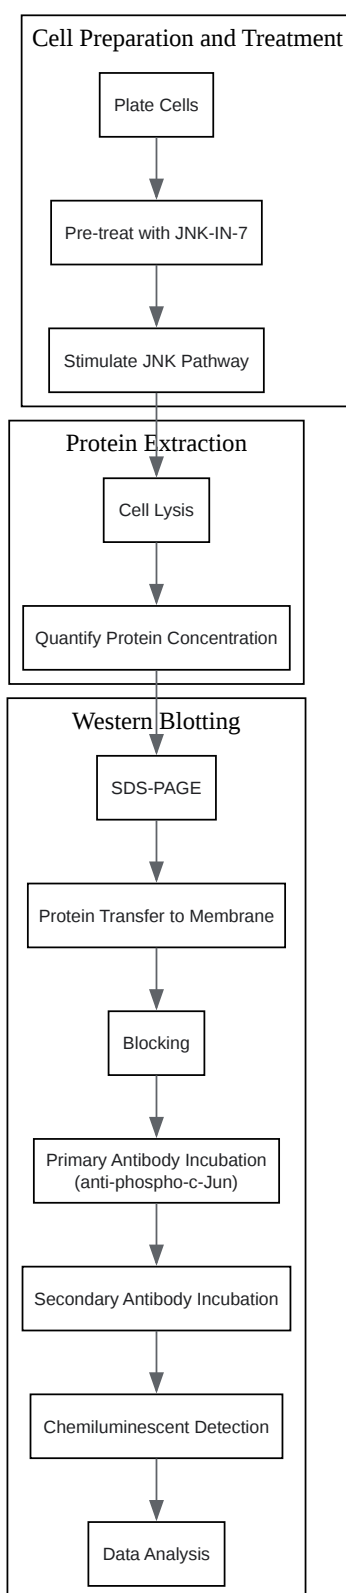 Cell Preparation and Treatment
Plate Cells
Pre-treat with JNK-IN-7
Stimulate JNK Pathway
Protein Extraction
Cell Lysis
Quantify Protein Concentration
Western Blotting
SDS-PAGE
Protein Transfer to Membrane
Blocking
Primary Antibody Incubation
(anti-phospho-c-Jun)
Secondary Antibody Incubation
Chemiluminescent Detection
Data Analysis